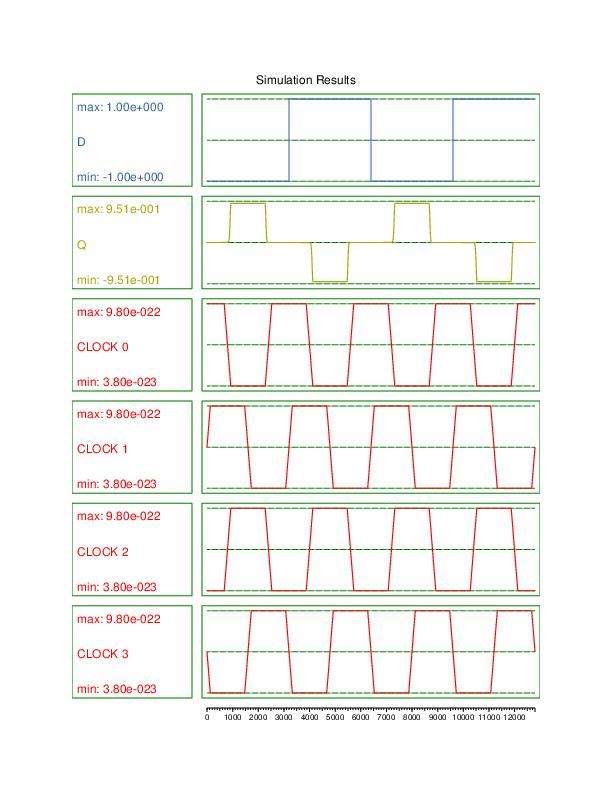 Simulation Results
max: 1.00e+000
D
min: -1.00e+000
max: 9.51e-001
Q
min: -9.51e-001
max: 9.80e-022
CLOCK 0
min: 3.80e-023
max: 9.80e-022
CLOCK 1
min: 3.80e-023
max: 9.80e-022
CLOCK 2
min: 3.80e-023
max: 9.80e-022
CLOCK 3
min: 3.80e-023
0 1000 2000 3000 4000 5000 6000 7000 8000 9000 10000 11000 12000